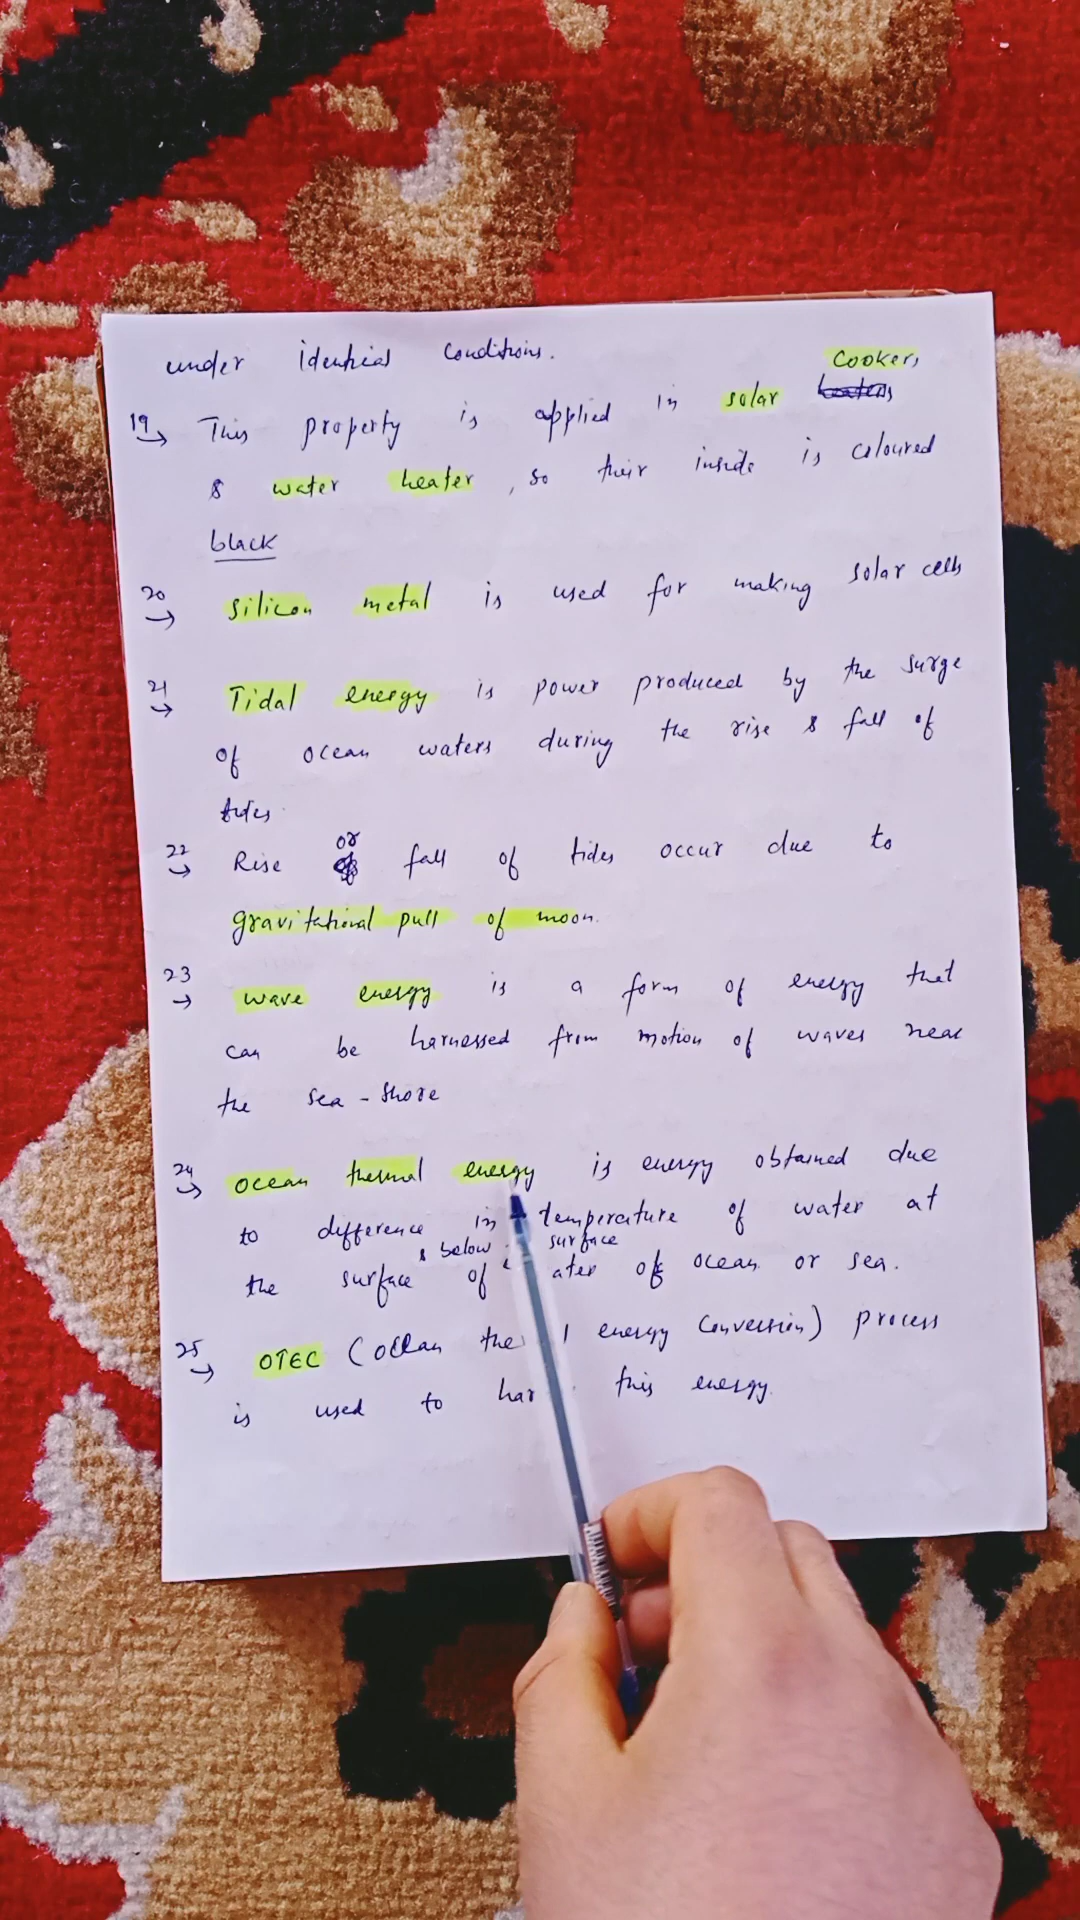 under identical conditions.
cookers
19→ This property is applied in solar
& water heater, so their inside is coloured
black
20→ Silicon metal is used for making solar cells
21→ Tidal energy is power produced by the surge
of ocean waters during the rise & fall of
tides.
or
22→ Rise fall of tides occur due to
gravitational pull of moon.
23→ wave energy is a form of energy that
can be harnessed from motion of waves near
the sea-shore
24→ ocean thermal energy is energy obtained due
to difference in temperature of water at
& below surface
the surface of of ocean or sea.
25→ OTEC (ocean energy conversion) process
is used to this energy.